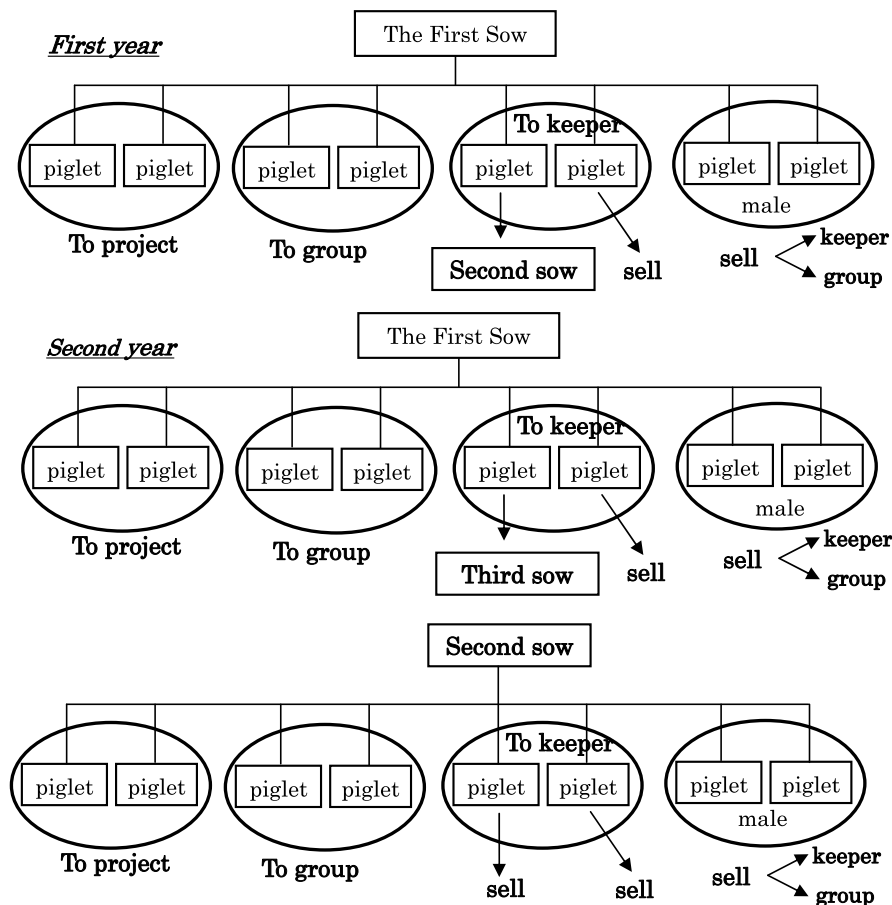 The First Sow
First year
To keeper
piglet piglet piglet piglet piglet piglet piglet piglet
male
To project To group Second sow sell sell keeper
group
The First Sow
Second year
To keeper
piglet piglet piglet piglet piglet piglet piglet piglet
male
To project To group Third sow sell sell keeper
group
Second sow
To keeper
piglet piglet piglet piglet piglet piglet piglet piglet
male
To project To group sell sell sell keeper
group